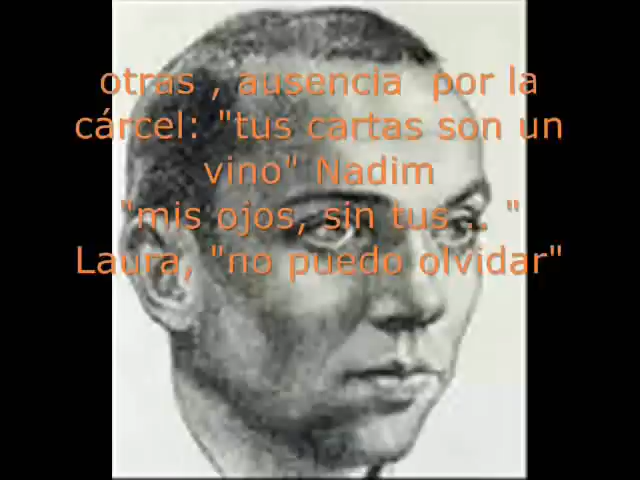 otras , ausencia por la
cárcel: "tus cartas son un
vino" Nadim
"mis ojos, sin tus .. "
Laura, "no puedo olvidar"